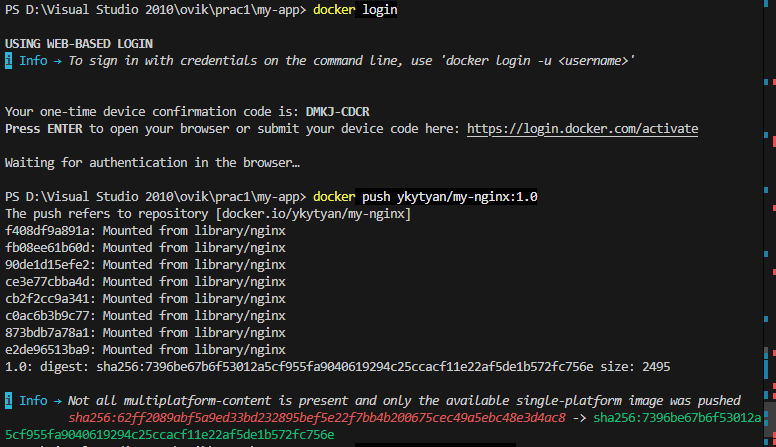 PS D:\Visual Studio 2010\ovik\prac1\my-app> docker login
USING WEB-BASED LOGIN
i Info → To sign in with credentials on the command line, use 'docker login -u <username>'
Your one-time device confirmation code is: DMKJ-CDCR
Press ENTER to open your browser or submit your device code here: https://login.docker.com/activate
Waiting for authentication in the browser…
PS D:\Visual Studio 2010\ovik\prac1\my-app> docker push ykytyan/my-nginx:1.0
The push refers to repository [docker.io/ykytyan/my-nginx]
f408df9a891a: Mounted from library/nginx
fb08ee61b60d: Mounted from library/nginx
90de1d15efe2: Mounted from library/nginx
ce3e77cbba4d: Mounted from library/nginx
cb2f2cc9a341: Mounted from library/nginx
c0ac6b3b9c77: Mounted from library/nginx
873bdb7a78a1: Mounted from library/nginx
e2de96513ba9: Mounted from library/nginx
1.0: digest: sha256:7396be67b6f53012a5cf955fa9040619294c25ccacf11e22af5de1b572fc756e size: 2495
i Info → Not all multiplatform-content is present and only the available single-platform image was pushed
sha256:62ff2089abf5a9ed33bd232895bef5e22f7bb4b200675cec49a5ebc48e3d4ac8 -> sha256:7396be67b6f53012a
5cf955fa9040619294c25ccacf11e22af5de1b572fc756e